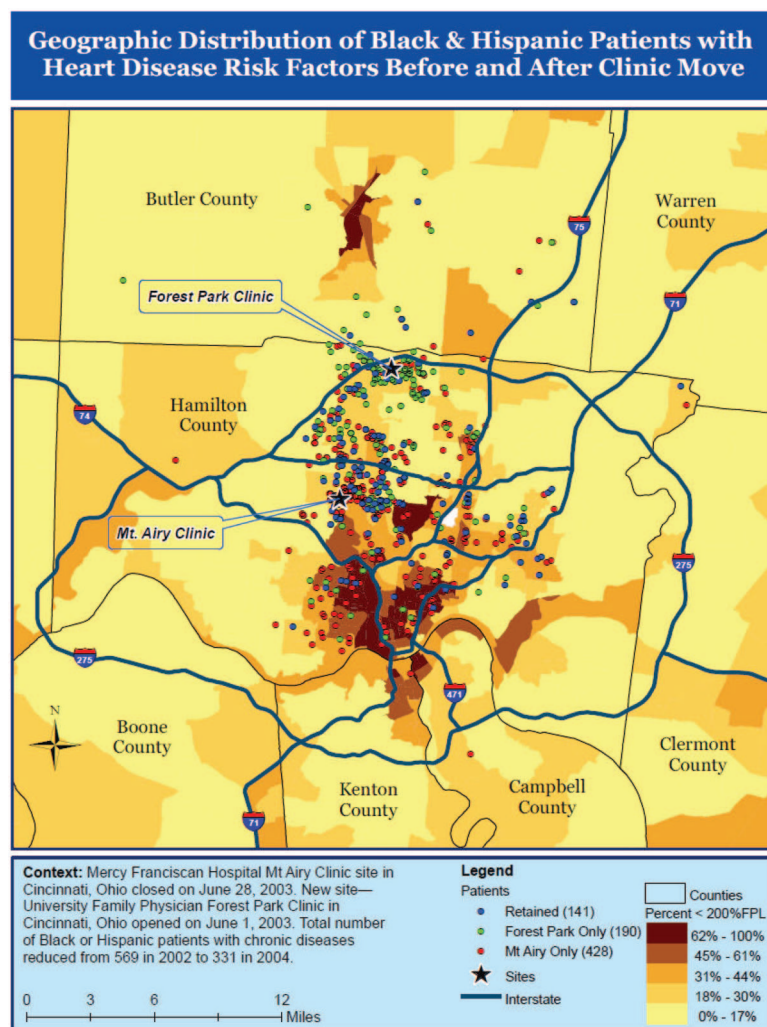 Geographic Distribution of Black & Hispanic Patients with
Heart Disease Risk Factors Before and After Clinic Move
Butler County
Warren
County
75
71
Forest Park Clinic
74
Hamilton
County
Mt. Airy Clinic
275
275
471
N
Boone
County
Clermont
County
Kenton
County
Campbell
County
71
Context: Mercy Franciscan Hospital Mt Airy Clinic site in
Cincinnati, Ohio closed on June 28, 2003. New site—
University Family Physician Forest Park Clinic in
Cincinnati, Ohio opened on June 1, 2003. Total number
of Black or Hispanic patients with chronic diseases
reduced from 569 in 2002 to 331 in 2004.
0 3 6 12
Miles
Legend
Patients
Retained (141)
Forest Park Only (190)
Mt Airy Only (428)
Sites
Interstate
Counties
Percent < 200%FPL
62% - 100%
45% - 61%
31% - 44%
18% - 30%
0% - 17%